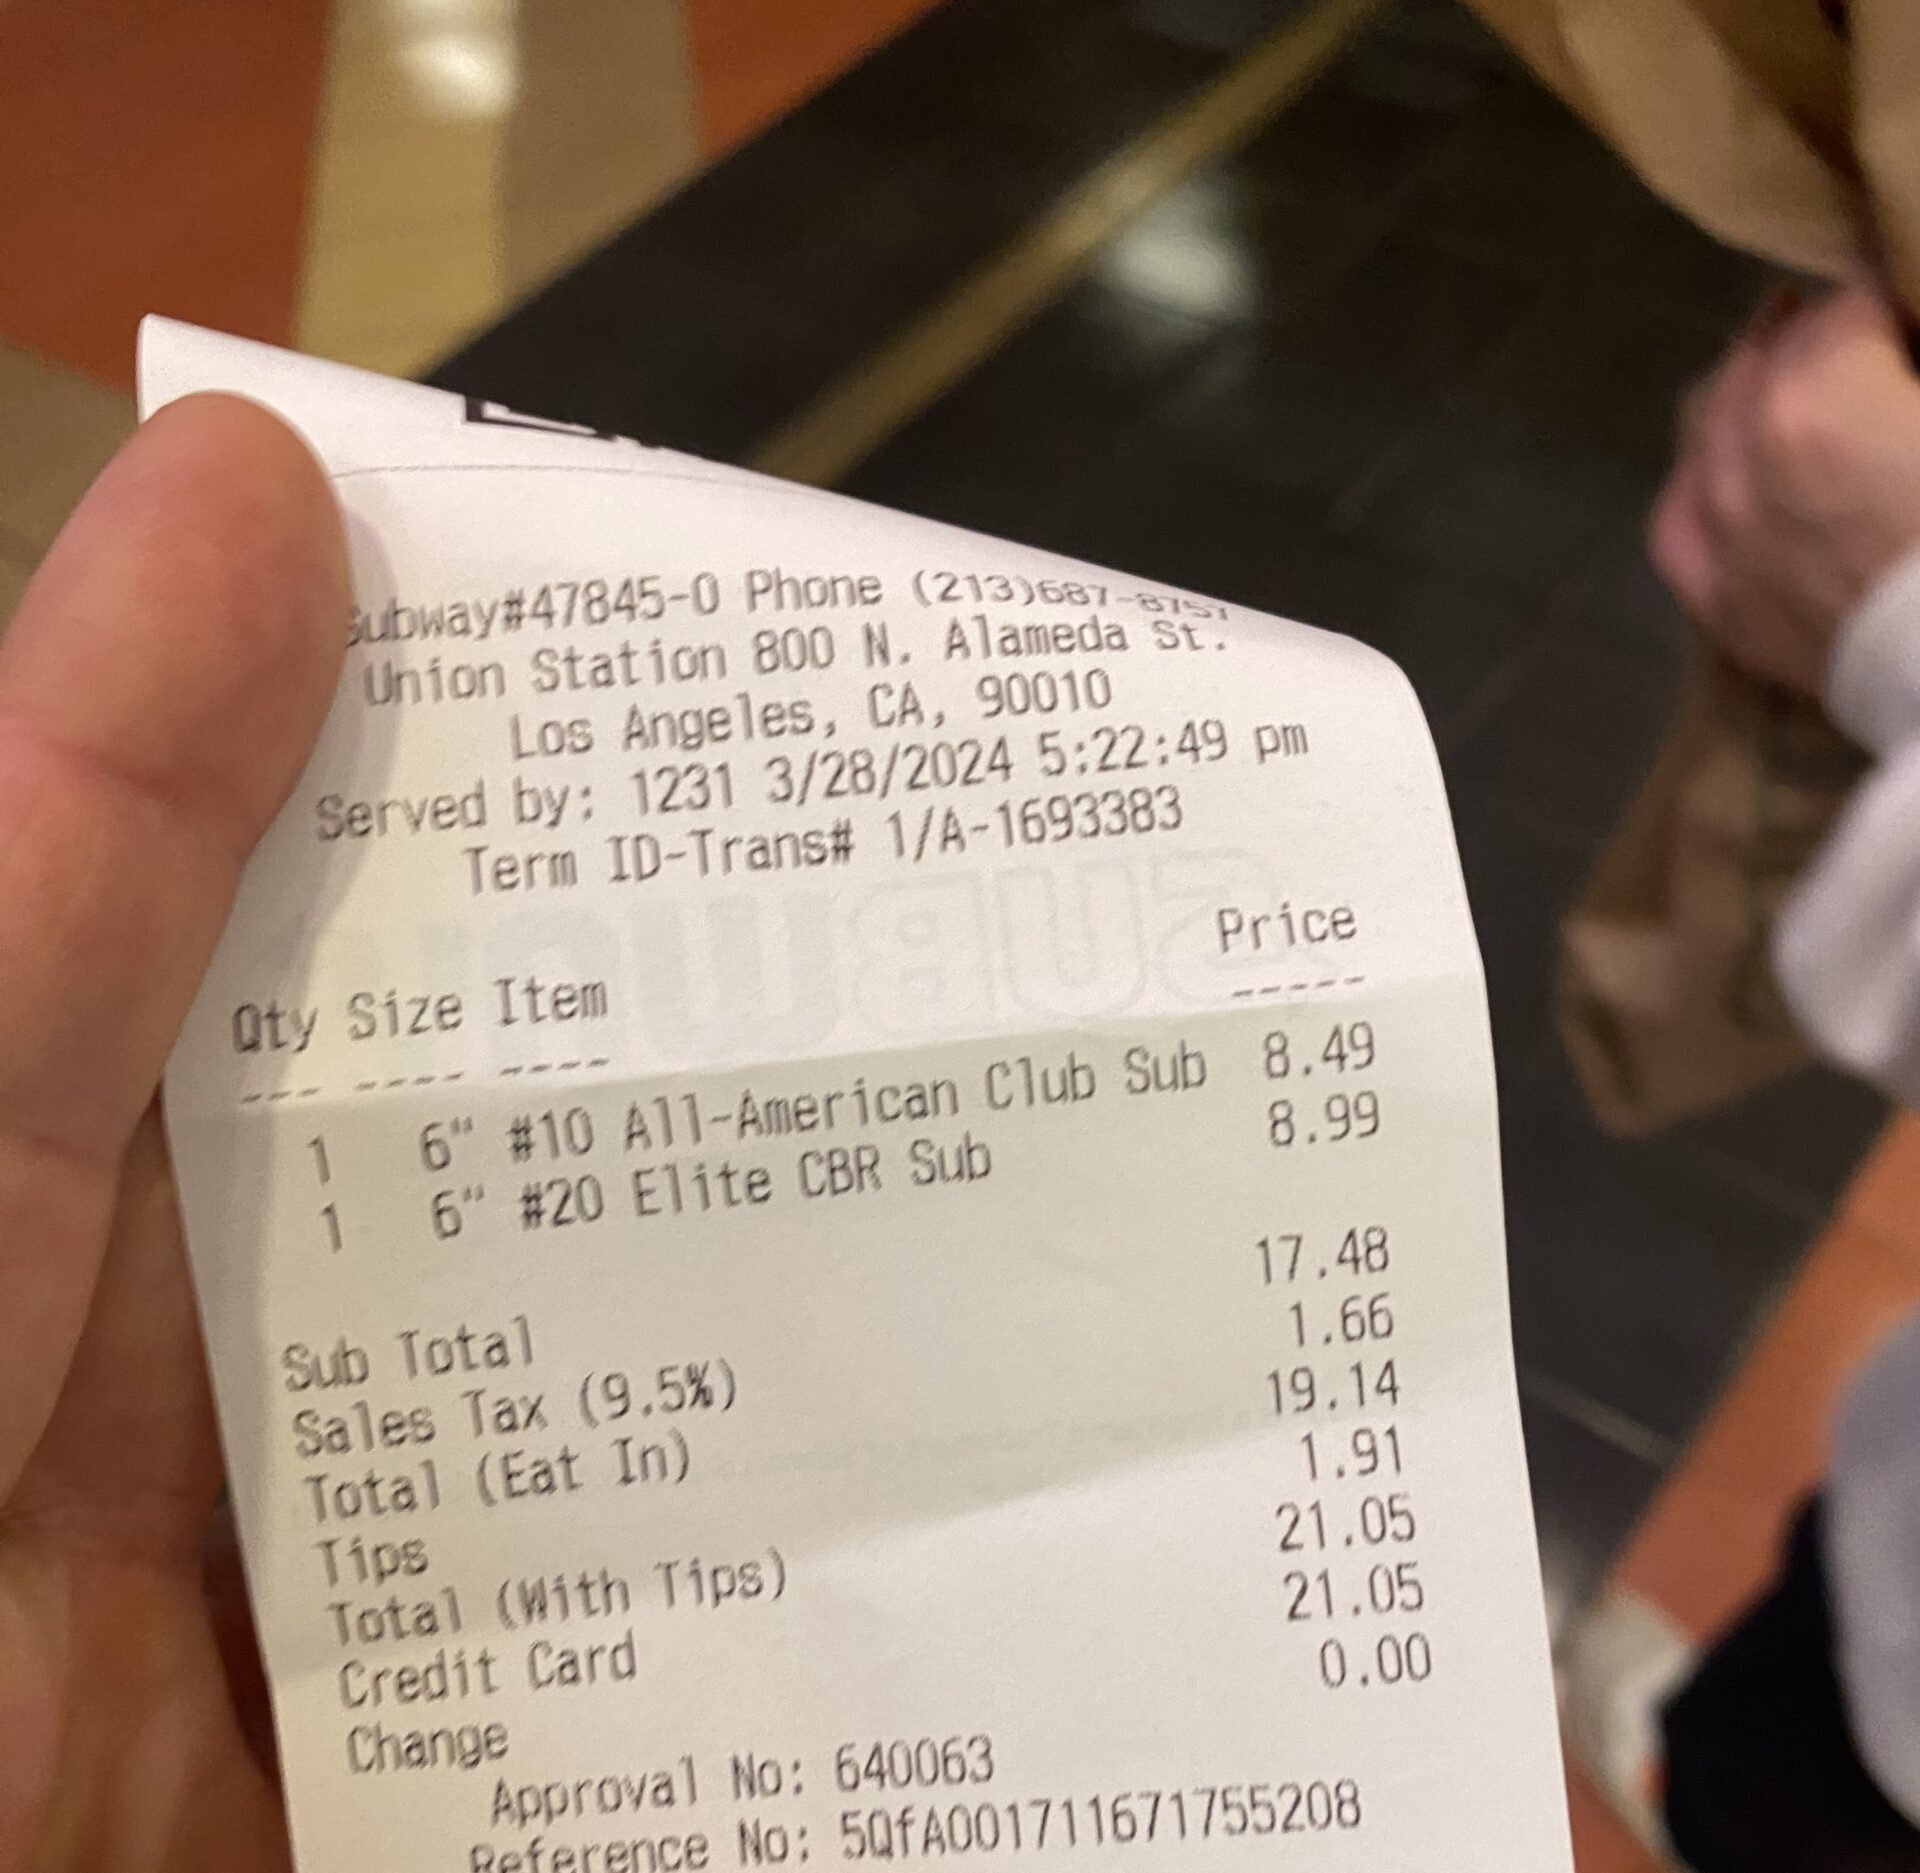 Subway#47845-0 Phone (213)687-8757
Union Station 800 N. Alameda St.
Los Angeles, CA, 90010
Served by: 1231 3/28/2024 5:22:49 pm
Term ID-Trans# 1/A-1693383
Qty Size Item Price
--- ---- ---- -----
1 6" #10 All-American Club Sub 8.49
1 6" #20 Elite CBR Sub 8.99
Sub Total 17.48
Sales Tax (9.5%) 1.66
Total (Eat In) 19.14
Tips 1.91
Total (With Tips) 21.05
Credit Card 21.05
Change 0.00
Approval No: 640063
Reference No: 5QfA001711671755208